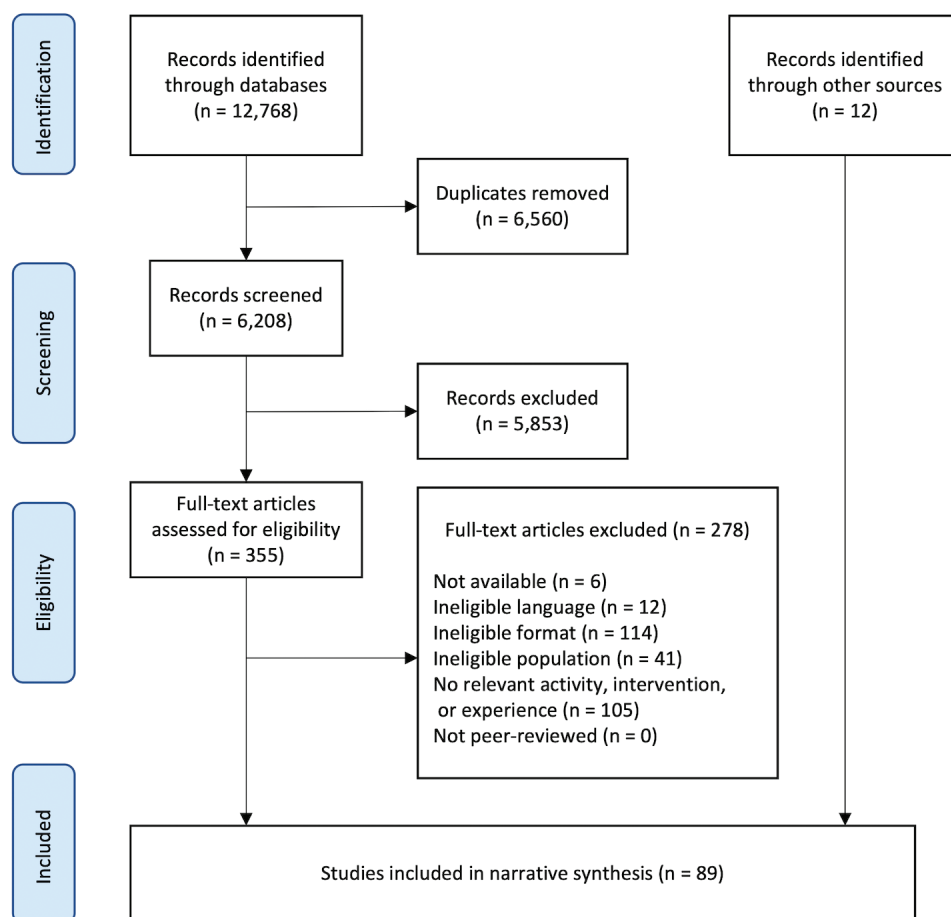 Identification
Records identified
through databases
(n = 12,768)
Records identified
through other sources
(n = 12)
Duplicates removed
(n = 6,560)
Screening
Records screened
(n = 6,208)
Records excluded
(n = 5,853)
Eligibility
Full-text articles
assessed for eligibility
(n = 355)
Full-text articles excluded (n = 278)
Not available (n = 6)
Ineligible language (n = 12)
Ineligible format (n = 114)
Ineligible population (n = 41)
No relevant activity, intervention,
or experience (n = 105)
Not peer-reviewed (n = 0)
Included
Studies included in narrative synthesis (n = 89)